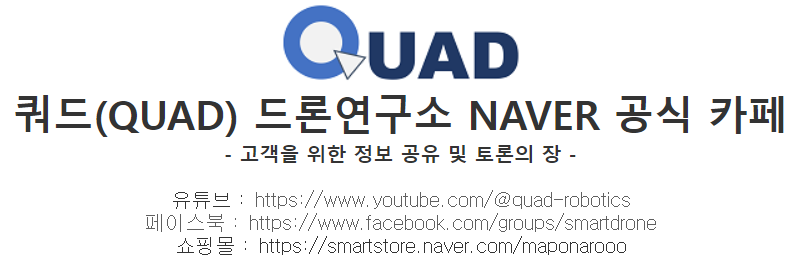 QUAD
쿼드(QUAD) 드론연구소 NAVER 공식 카페
- 고객을 위한 정보 공유 및 토론의 장 -
유튜브 : https://www.youtube.com/@quad-robotics
페이스북 : https://www.facebook.com/groups/smartdrone
쇼핑몰 : https://smartstore.naver.com/maponarooo